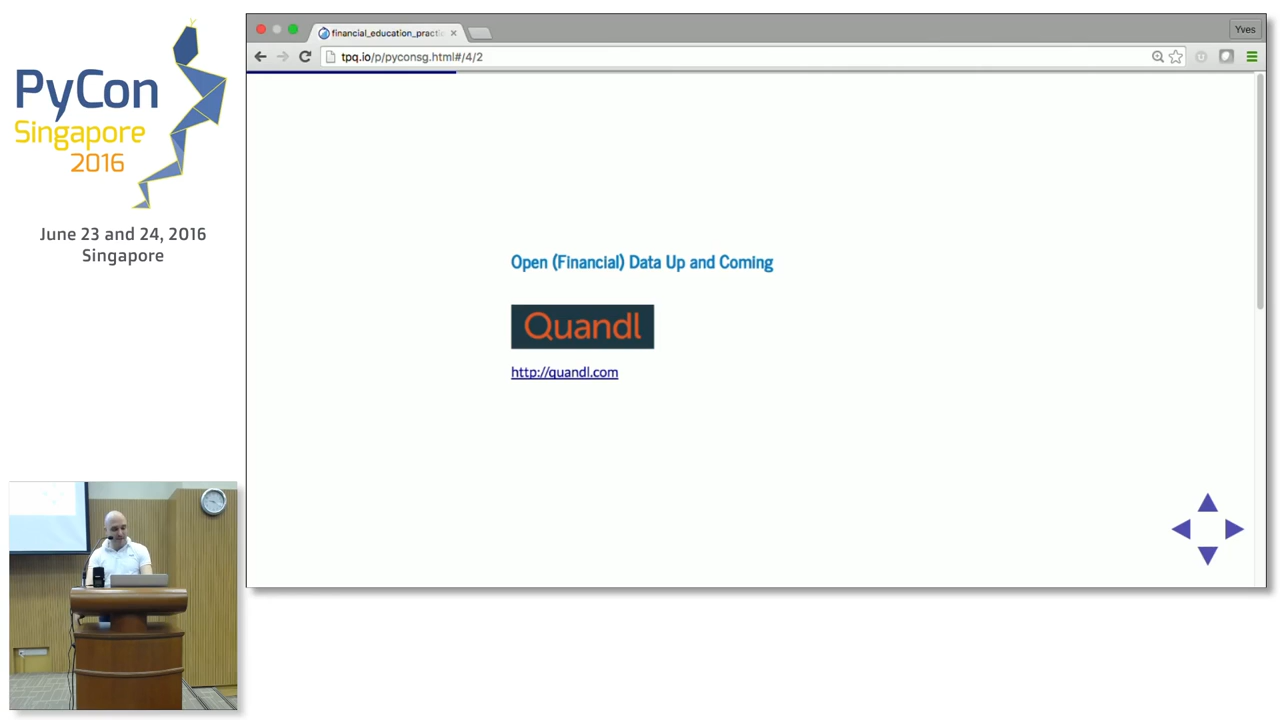 PyCon
Singapore
2016
June 23 and 24, 2016
Singapore
financial_education_practi
Yves
tpq.io/p/pyconsg.html#/4/2
Open (Financial) Data Up and Coming
Quandl
http://quandl.com